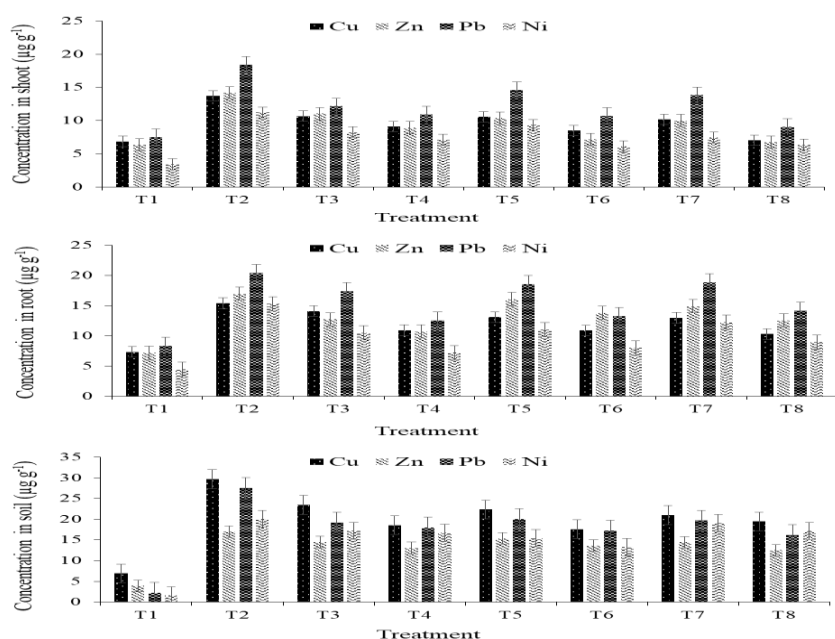 Cu Zn Pb Ni
Concentration in shoot (µg g⁻¹)
25
20
15
10
5
0
T1 T2 T3 T4 T5 T6 T7 T8
Treatment
Cu Zn Pb Ni
Concentration in root (µg g⁻¹)
25
20
15
10
5
0
T1 T2 T3 T4 T5 T6 T7 T8
Treatment
Cu Zn Pb Ni
Concentration in soil (µg g⁻¹)
35
30
25
20
15
10
5
0
T1 T2 T3 T4 T5 T6 T7 T8
Treatment